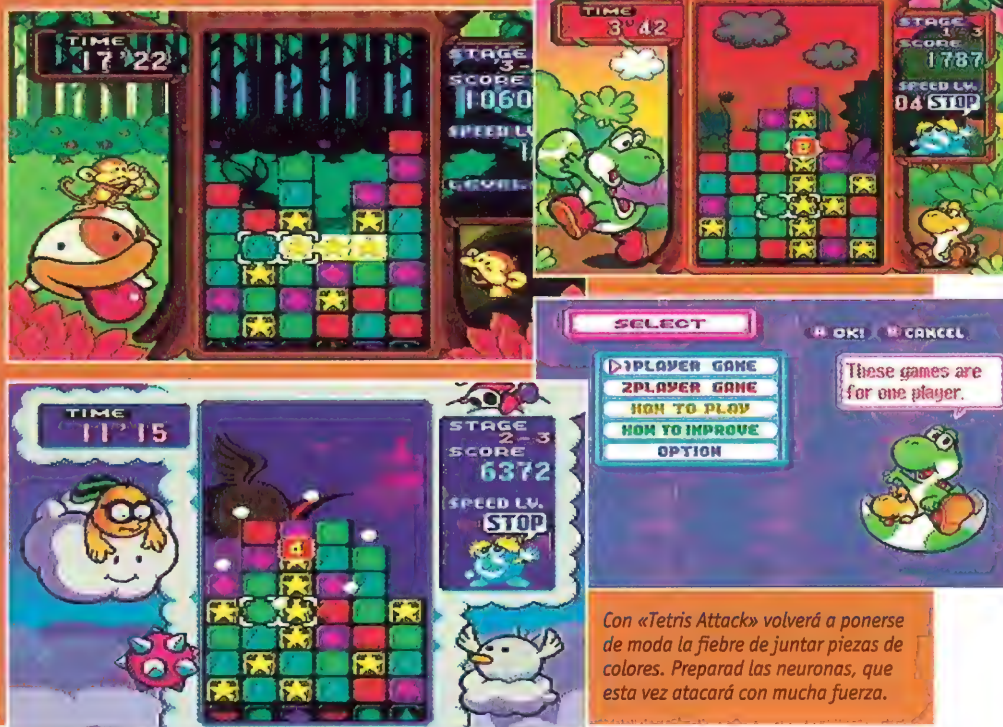 TIME
17'22
STAGE
3-
SCORE
1060
SPEED LV
LEVEL
TIME
3'42
STAGE
1-3
SCORE
1787
SPEED LV.
04 STOP
SELECT
A OK! B CANCEL
1PLAYER GAME
2PLAYER GAME
HOW TO PLAY
HOW TO IMPROVE
OPTION
These games are
for one player.
TIME
11'15
STAGE
2-3
SCORE
6372
SPEED LV.
STOP
4
Con «Tetris Attack» volverá a ponerse
de moda la fiebre de juntar piezas de
colores. Preparad las neuronas, que
esta vez atacará con mucha fuerza.